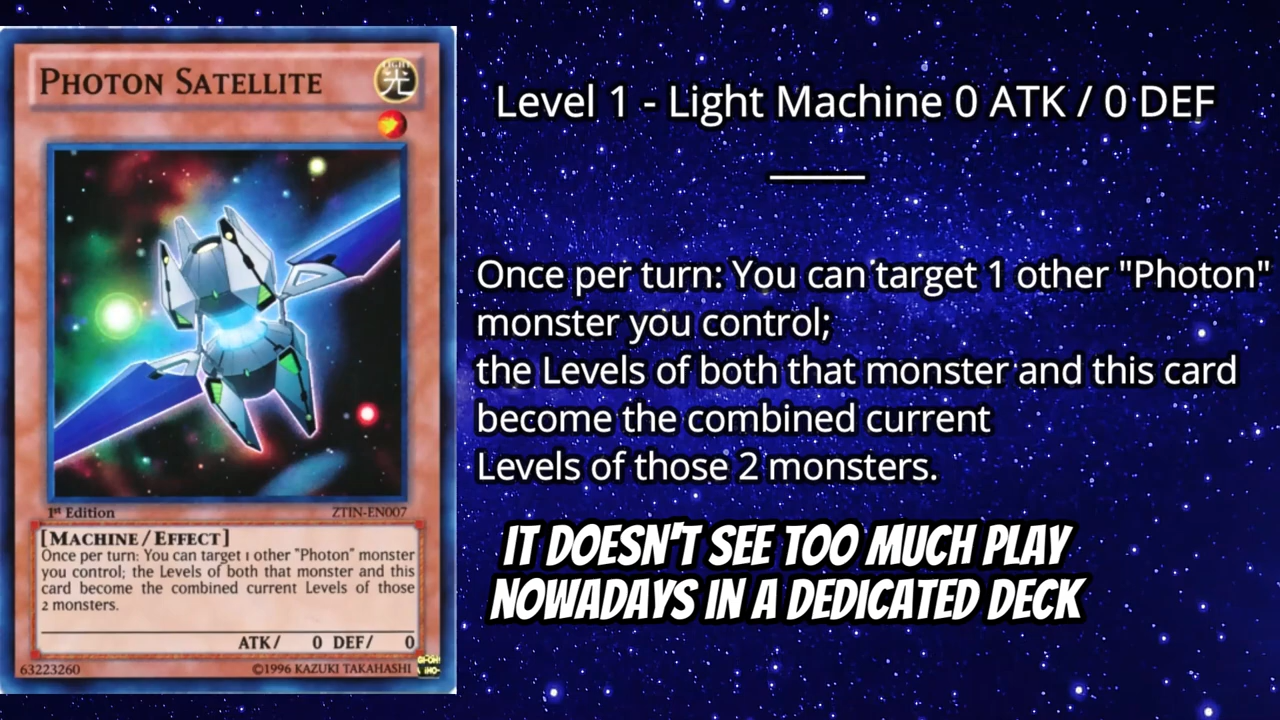 PHOTON SATELLITE
LIGHT
光
1st Edition
ZTIN-EN007
[MACHINE/EFFECT]
Once per turn: You can target 1 other "Photon" monster
you control; the Levels of both that monster and this
card become the combined current Levels of those
2 monsters.
ATK/ 0 DEF/ 0
63223260
©1996 KAZUKI TAKAHASHI
Level 1 - Light Machine 0 ATK / 0 DEF
Once per turn: You can target 1 other "Photon"
monster you control;
the Levels of both that monster and this card
become the combined current
Levels of those 2 monsters.
IT DOESN'T SEE TOO MUCH PLAY
NOWADAYS IN A DEDICATED DECK